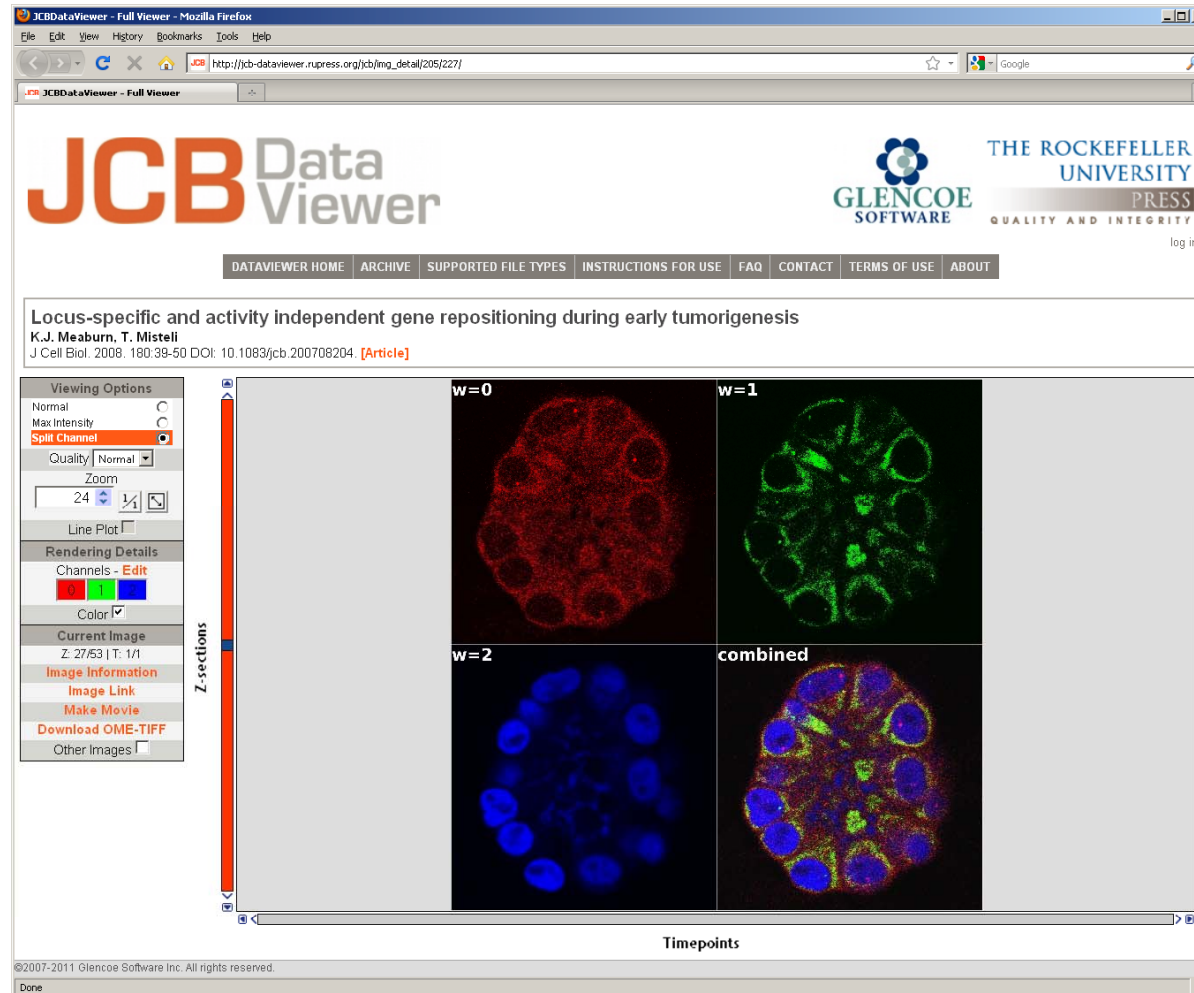 JCBDataViewer - Full Viewer - Mozilla Firefox
File Edit View History Bookmarks Tools Help
JCB http://jcb-dataviewer.rupress.org/jcb/img_detail/205/227/ Google
JCB JCBDataViewer - Full Viewer
JCB Data Viewer
GLENCOE SOFTWARE
THE ROCKEFELLER
UNIVERSITY
PRESS
QUALITY AND INTEGRITY
log in
DATAVIEWER HOME ARCHIVE SUPPORTED FILE TYPES INSTRUCTIONS FOR USE FAQ CONTACT TERMS OF USE ABOUT
Locus-specific and activity independent gene repositioning during early tumorigenesis
K.J. Meaburn, T. Misteli
J Cell Biol. 2008. 180:39-50 DOI: 10.1083/jcb.200708204. [Article]
Viewing Options
Normal
Max Intensity
Split Channel
Quality Normal
Zoom
24 1/1
Line Plot
Rendering Details
Channels - Edit
0 1 2
Color
Current Image
Z: 27/53 | T: 1/1
Image Information
Image Link
Make Movie
Download OME-TIFF
Other Images
Z-sections
w=0 w=1
w=2 combined
Timepoints
©2007-2011 Glencoe Software Inc. All rights reserved.
Done